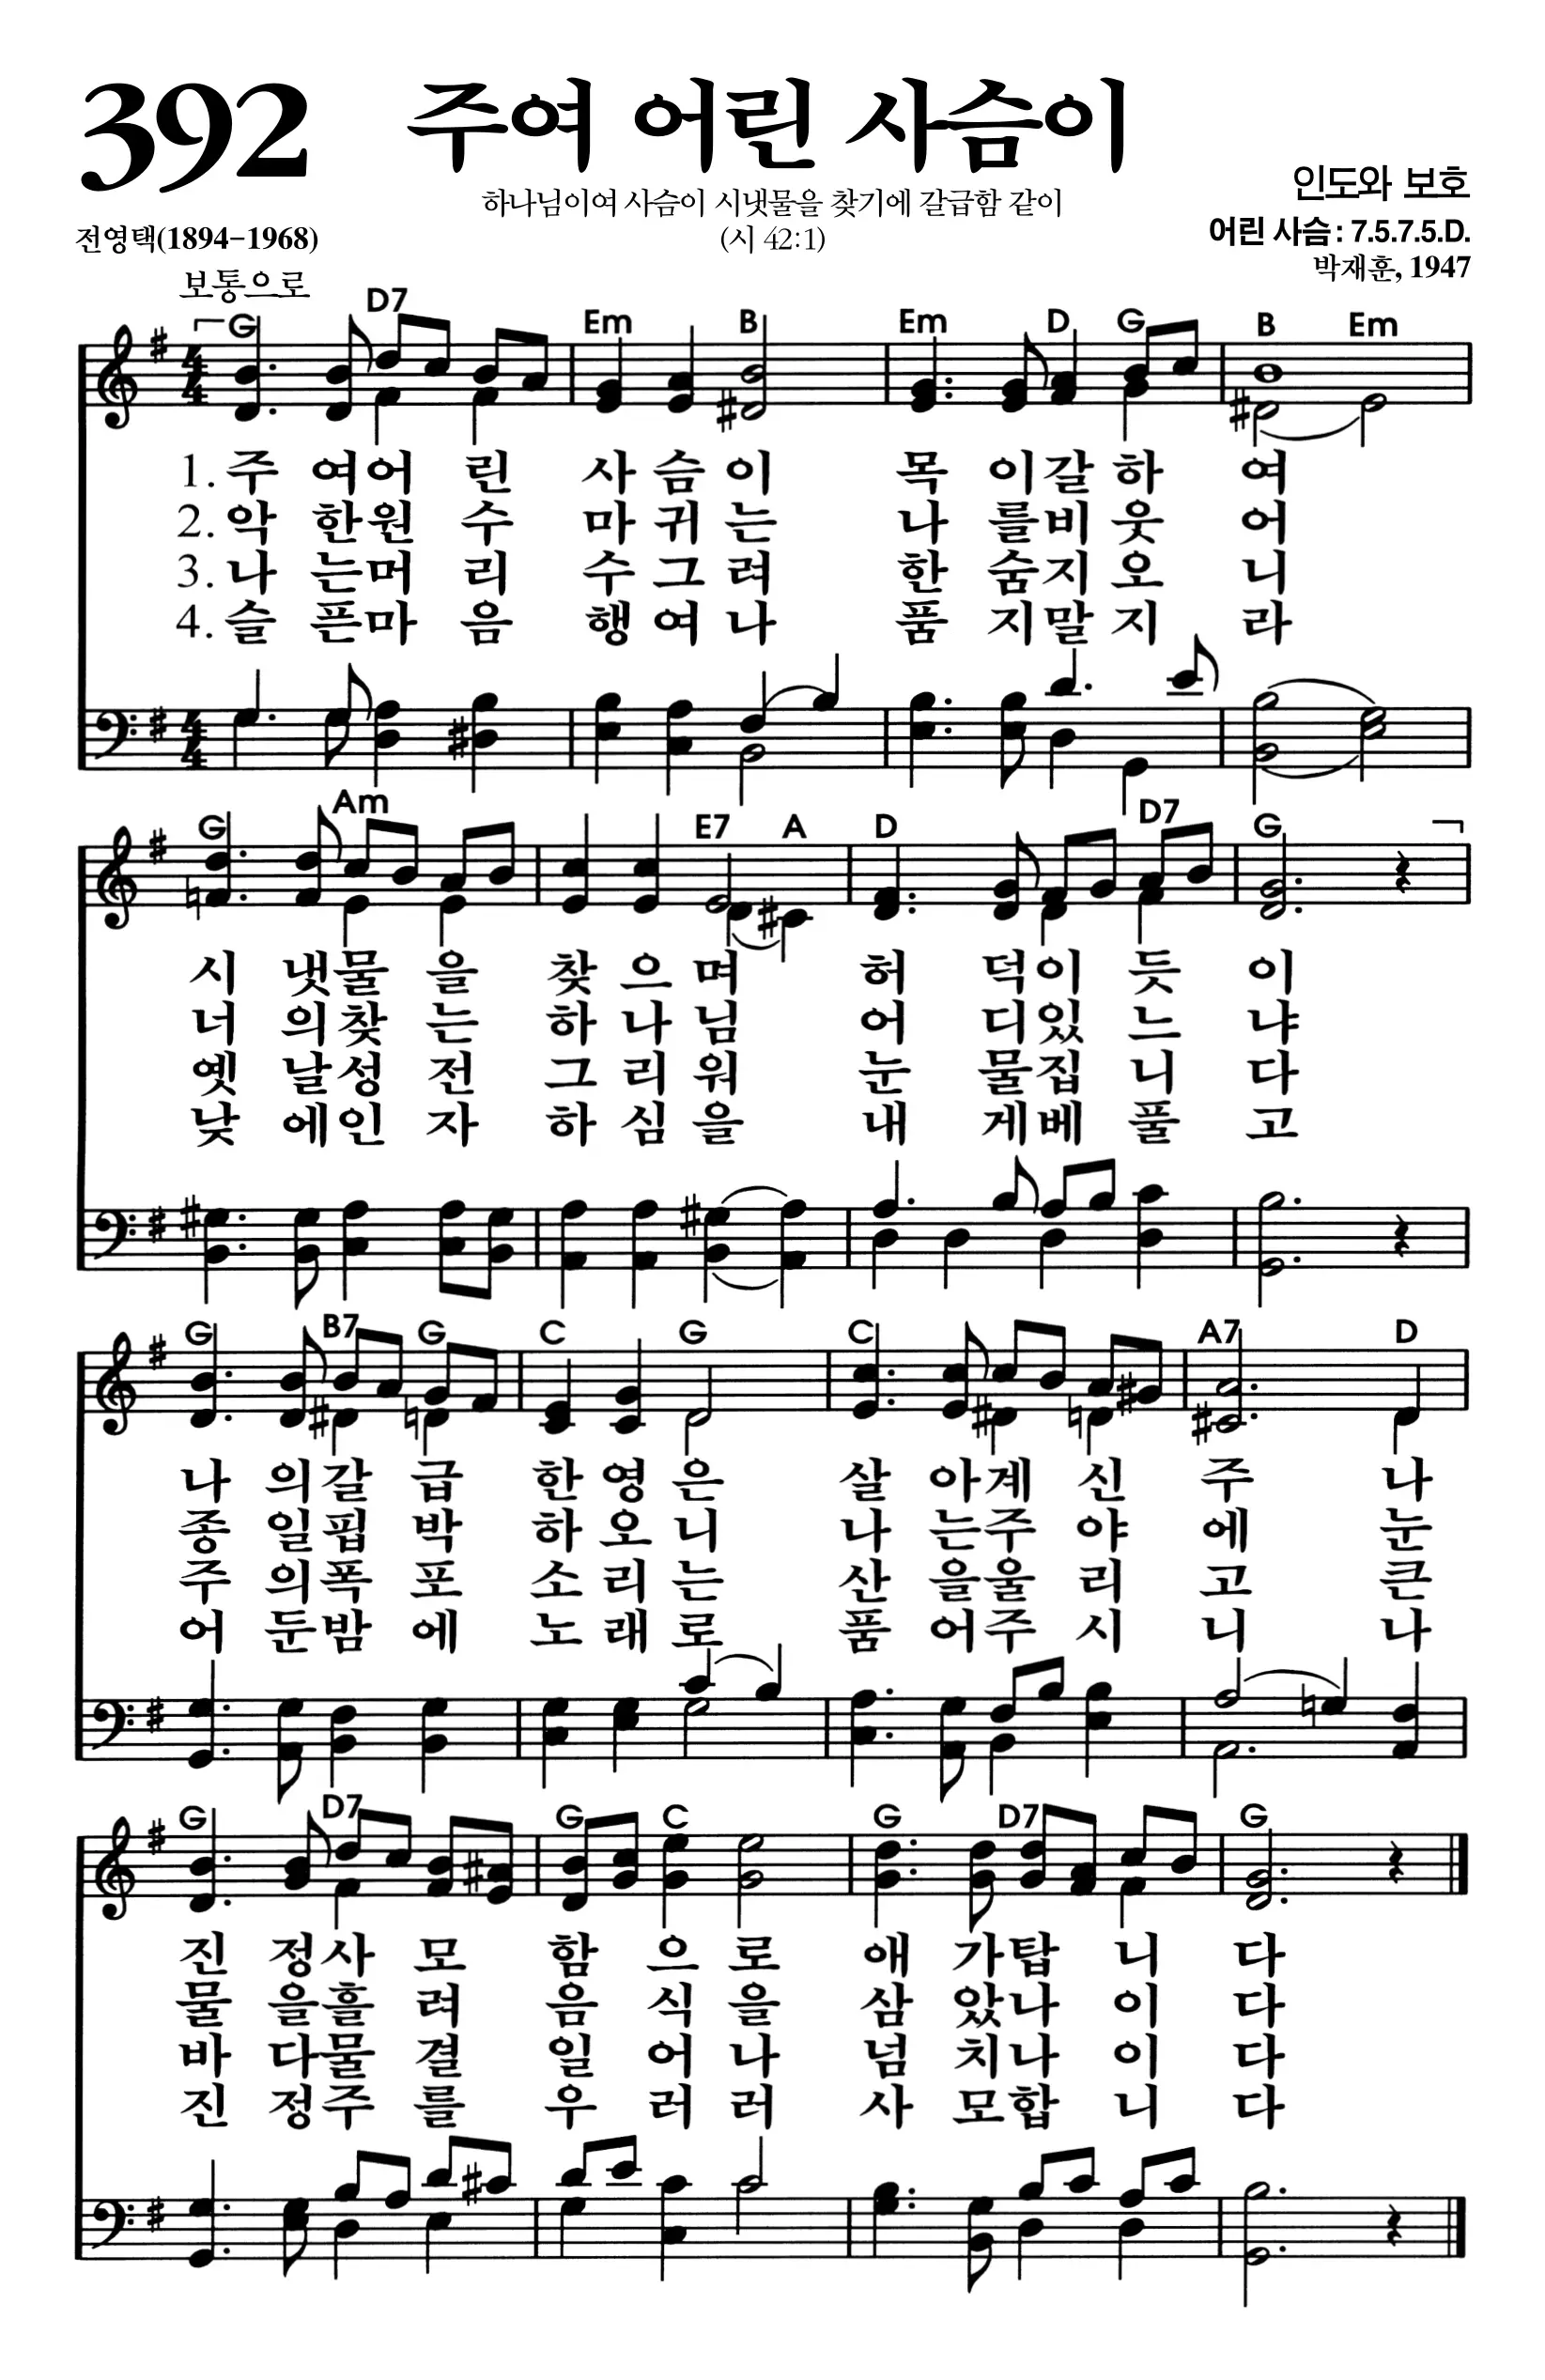 392 주여 어린 사슴이
하나님이여 사슴이 시냇물을 찾기에 갈급함 같이
(시 42:1)
인도와 보호
전영택(1894-1968)
어린 사슴: 7.5.7.5.D.
박재훈, 1947
보통으로
G D7 Em B Em D G B Em
1. 주 여어 린 사 슴 이 목 이갈 하 여
2. 악 한원 수 마 귀 는 나 를비 웃 어
3. 나 는머 리 수 그 려 한 숨지 오 니
4. 슬 픈마 음 행 여 나 품 지말 지 라
G Am E7 A D D7 G
시 냇물 을 찾 으 며 허 덕이 듯 이
너 의찾 는 하 나 님 어 디있 느 냐
옛 날성 전 그 리 워 눈 물집 니 다
낮 에인 자 하 심 을 내 게베 풀 고
G B7 G C G C A7 D
나 의갈 급 한 영 은 살 아계 신 주 나
종 일핍 박 하 오 니 나 는주 야 에 눈
주 의폭 포 소 리 는 산 을울 리 고 큰
어 둔밤 에 노 래 로 품 어주 시 니 나
G D7 G C G D7 G
진 정사 모 함 으 로 애 가탑 니 다
물 을흘 려 음 식 을 삼 았나 이 다
바 다물 결 일 어 나 넘 치나 이 다
진 정주 를 우 러 러 사 모합 니 다